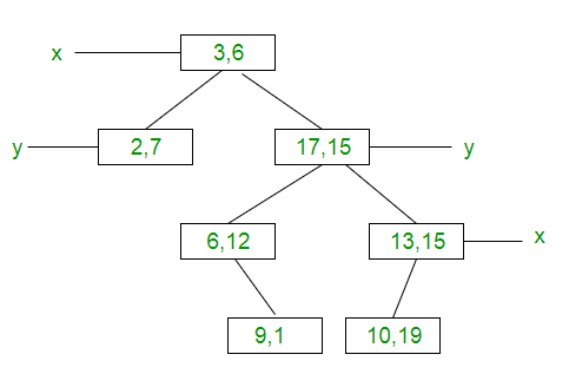 x 3,6
y 2,7 17,15 y
6,12 13,15 x
9,1 10,19